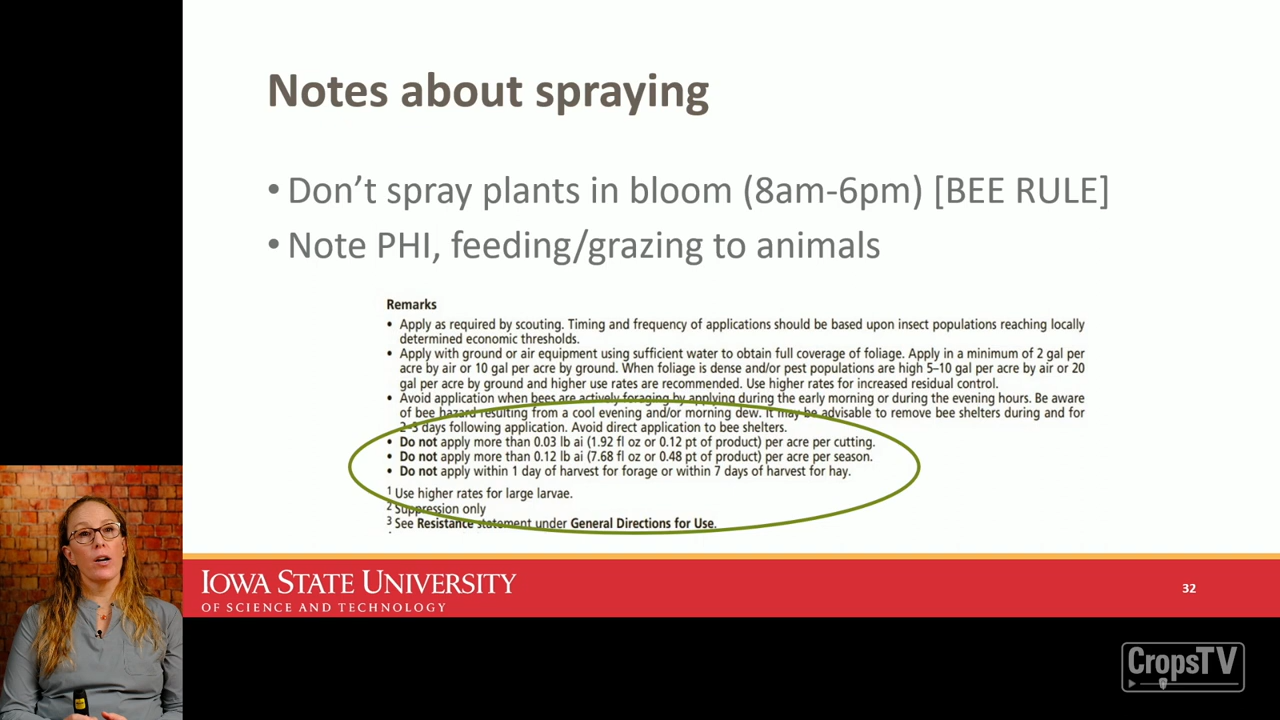 Notes about spraying
• Don’t spray plants in bloom (8am-6pm) [BEE RULE]
• Note PHI, feeding/grazing to animals
Remarks
• Apply as required by scouting. Timing and frequency of applications should be based upon insect populations reaching locally
determined economic thresholds.
• Apply with ground or air equipment using sufficient water to obtain full coverage of foliage. Apply in a minimum of 2 gal per
acre by air or 10 gal per acre by ground. When foliage is dense and/or pest populations are high 5–10 gal per acre by air or 20
gal per acre by ground and higher use rates are recommended. Use higher rates for increased residual control.
• Avoid application when bees are actively foraging by applying during the early morning or during the evening hours. Be aware
of bee hazard resulting from a cool evening and/or morning dew. It may be advisable to remove bee shelters during and for
2–3 days following application. Avoid direct application to bee shelters.
• Do not apply more than 0.03 lb ai (1.92 fl oz or 0.12 pt of product) per acre per cutting.
• Do not apply more than 0.12 lb ai (7.68 fl oz or 0.48 pt of product) per acre per season.
• Do not apply within 1 day of harvest for forage or within 7 days of harvest for hay.
1 Use higher rates for large larvae.
2 Suppression only
3 See Resistance statement under General Directions for Use.
IOWA STATE UNIVERSITY
OF SCIENCE AND TECHNOLOGY
32
CropsTV